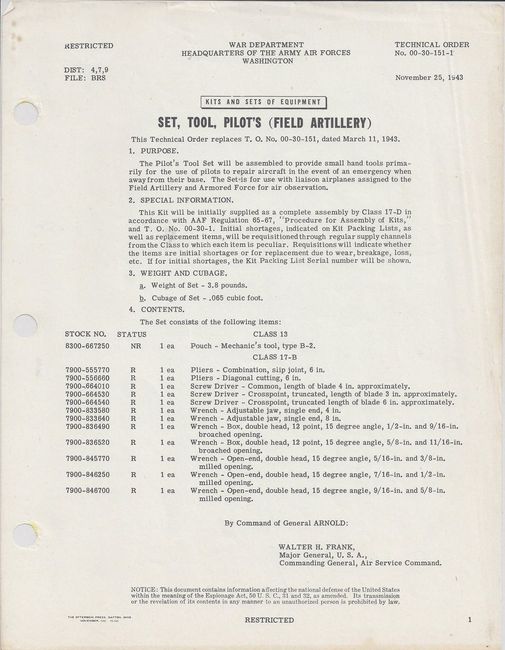 RESTRICTED
WAR DEPARTMENT
HEADQUARTERS OF THE ARMY AIR FORCES
WASHINGTON
TECHNICAL ORDER
No. 00-30-151-1
DIST: 4,7,9
FILE: BR8
November 25, 1943
KITS AND SETS OF EQUIPMENT
SET, TOOL, PILOT'S (FIELD ARTILLERY)
This Technical Order replaces T. O. No. 00-30-151, dated March 11, 1943.
1. PURPOSE.
The Pilot's Tool Set will be assembled to provide small hand tools prima-
rily for the use of pilots to repair aircraft in the event of an emergency when
away from their base. The Set is for use with liaison airplanes assigned to the
Field Artillery and Armored Force for air observation.
2. SPECIAL INFORMATION.
This Kit will be initially supplied as a complete assembly by Class 17-D in
accordance with AAF Regulation 65-67, "Procedure for Assembly of Kits,"
and T. O. No. 00-30-1. Initial shortages, indicated on Kit Packing Lists, as
well as replacement items, will be requisitioned through regular supply channels
from the Class to which each item is peculiar. Requisitions will indicate whether
the items are initial shortages or for replacement due to wear, breakage, loss,
etc. If for initial shortages, the Kit Packing List Serial number will be shown.
3. WEIGHT AND CUBAGE.
a. Weight of Set - 3.8 pounds.
b. Cubage of Set - .065 cubic foot.
4. CONTENTS.
The Set consists of the following items:
STOCK NO. STATUS CLASS 13
8300-667250 NR 1 ea Pouch - Mechanic's tool, type B-2.
CLASS 17-B
7900-555770 R 1 ea Pliers - Combination, slip joint, 6 in.
7900-556660 R 1 ea Pliers - Diagonal cutting, 6 in.
7900-664010 R 1 ea Screw Driver - Common, length of blade 4 in. approximately.
7900-664530 R 1 ea Screw Driver - Crosspoint, truncated, length of blade 3 in. approximately.
7900-664540 R 1 ea Screw Driver - Crosspoint, truncated length of blade 6 in. approximately.
7900-833580 R 1 ea Wrench - Adjustable jaw, single end, 4 in.
7900-833640 R 1 ea Wrench - Adjustable jaw, single end, 8 in.
7900-836490 R 1 ea Wrench - Box, double head, 12 point, 15 degree angle, 1/2-in. and 9/16-in.
broached opening.
7900-836520 R 1 ea Wrench - Box, double head, 12 point, 15 degree angle, 5/8-in. and 11/16-in.
broached opening.
7900-845770 R 1 ea Wrench - Open-end, double head, 15 degree angle, 5/16-in. and 3/8-in.
milled opening.
7900-846250 R 1 ea Wrench - Open-end, double head, 15 degree angle, 7/16-in. and 1/2-in.
milled opening.
7900-846700 R 1 ea Wrench - Open-end, double head, 15 degree angle, 9/16-in. and 5/8-in.
milled opening.
By Command of General ARNOLD:
WALTER H. FRANK,
Major General, U. S. A.,
Commanding General, Air Service Command.
NOTICE: This document contains information affecting the national defense of the United States
within the meaning of the Espionage Act, 50 U. S. C., 31 and 32, as amended. Its transmission
or the revelation of its contents in any manner to an unauthorized person is prohibited by law.
THE OTTERBEIN PRESS, DAYTON, OHIO
RESTRICTED
1